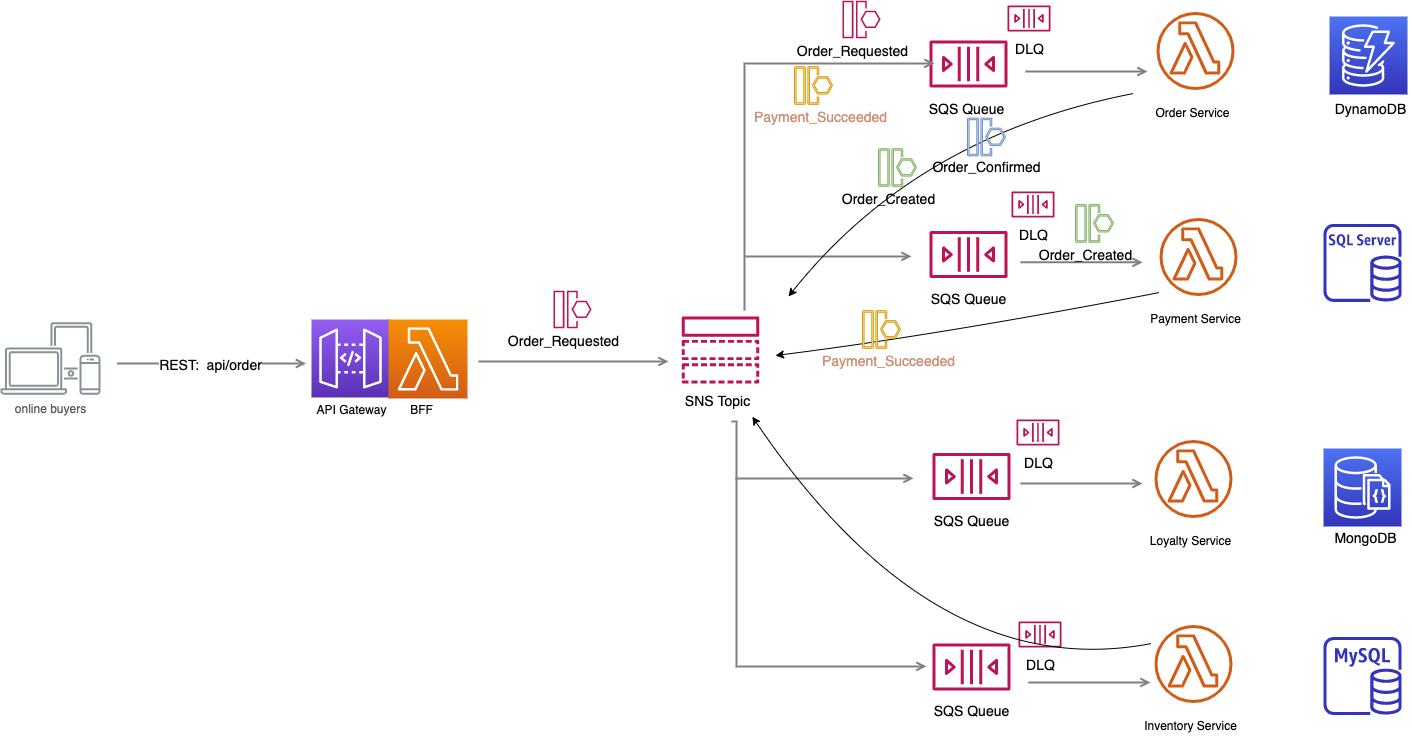 Order_Requested
DLQ
Payment_Succeeded
SQS Queue
Order Service
DynamoDB
Order_Confirmed
Order_Created
DLQ
Order_Created
SQS Queue
Payment Service
SQL Server
Order_Requested
Payment_Succeeded
REST: api/order
</>
online buyers
API Gateway
BFF
SNS Topic
DLQ
SQS Queue
Loyalty Service
{}
MongoDB
DLQ
SQS Queue
Inventory Service
MySQL